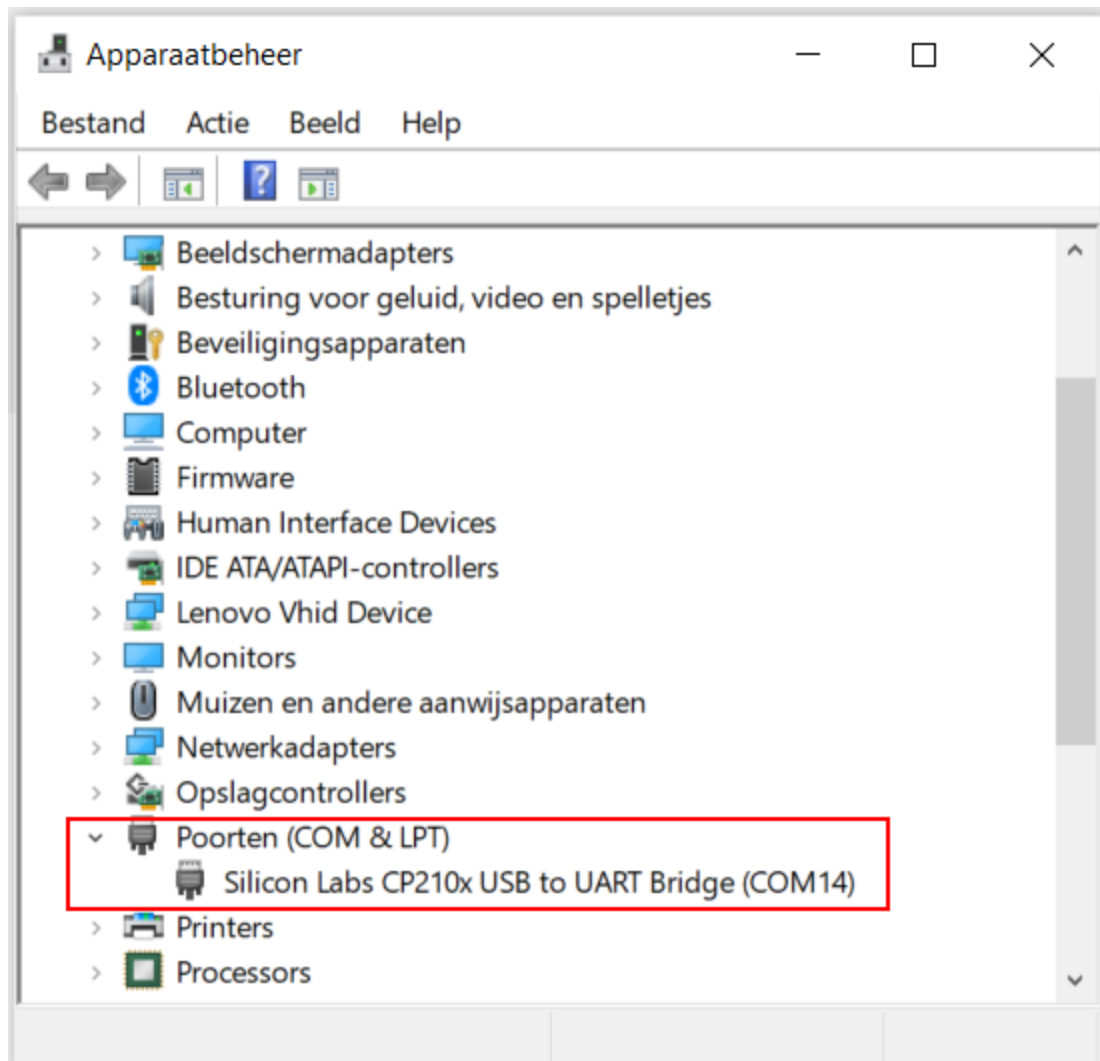 Apparaatbeheer
Bestand Actie Beeld Help
Beeldschermadapters
Besturing voor geluid, video en spelletjes
Beveiligingsapparaten
Bluetooth
Computer
Firmware
Human Interface Devices
IDE ATA/ATAPI-controllers
Lenovo Vhid Device
Monitors
Muizen en andere aanwijsapparaten
Netwerkadapters
Opslagcontrollers
Poorten (COM & LPT)
Silicon Labs CP210x USB to UART Bridge (COM14)
Printers
Processors